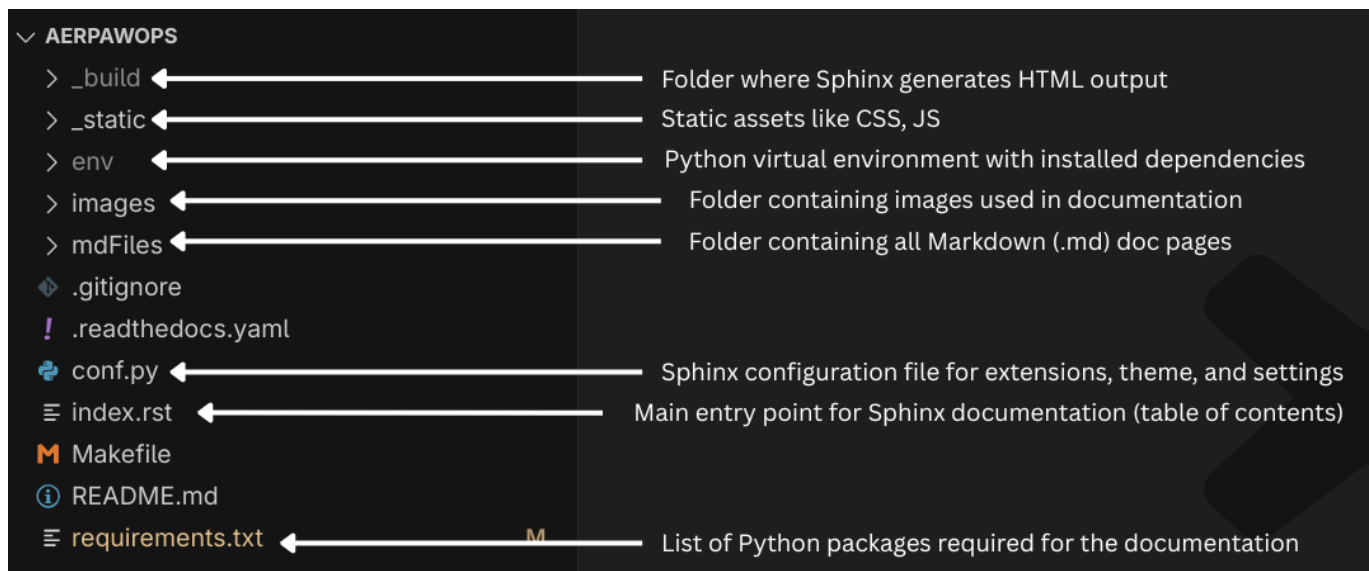 AERPAWOPS
_build Folder where Sphinx generates HTML output
_static Static assets like CSS, JS
env Python virtual environment with installed dependencies
images Folder containing images used in documentation
mdFiles Folder containing all Markdown (.md) doc pages
.gitignore
! .readthedocs.yaml
conf.py Sphinx configuration file for extensions, theme, and settings
index.rst Main entry point for Sphinx documentation (table of contents)
M Makefile
README.md
requirements.txt M List of Python packages required for the documentation